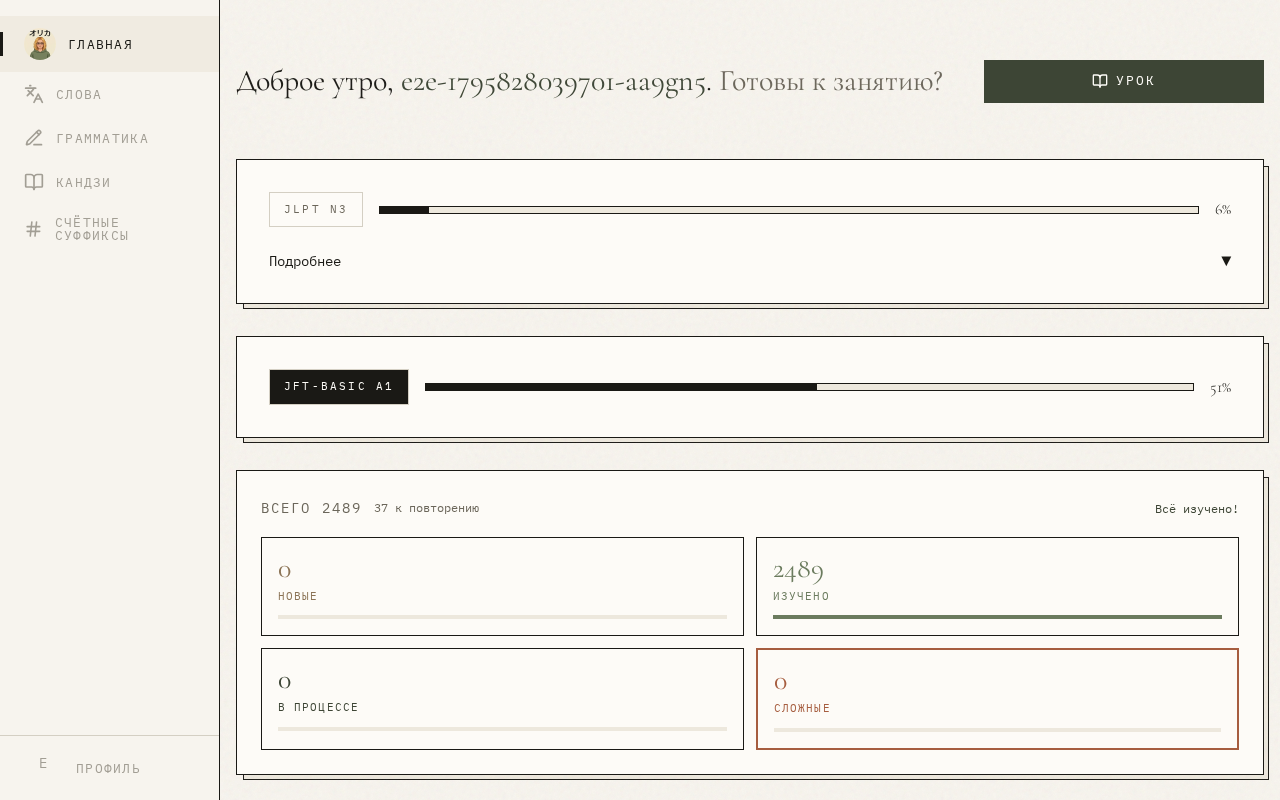 オリカ
ГЛАВНАЯ
СЛОВА
ГРАММАТИКА
КАНДЗИ
СЧЁТНЫЕ
СУФФИКСЫ
E
ПРОФИЛЬ
Доброе утро, e2e-1795828039701-aa9gn5. Готовы к занятию?
УРОК
JLPT N3
6%
Подробнее
▼
JFT-BASIC A1
51%
ВСЕГО 2489
37 к повторению
Всё изучено!
0
НОВЫЕ
2489
ИЗУЧЕНО
0
В ПРОЦЕССЕ
0
СЛОЖНЫЕ